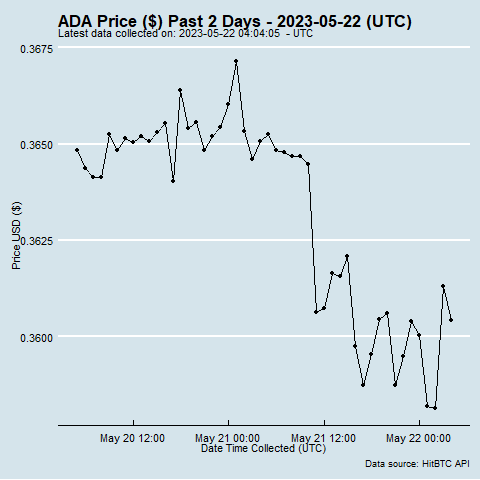 ADA Price ($) Past 2 Days - 2023-05-22 (UTC)
Latest data collected on: 2023-05-22 04:04:05 - UTC
0.3675
0.3650
0.3625
0.3600
Price USD ($)
May 20 12:00
May 21 00:00
May 21 12:00
May 22 00:00
Date Time Collected (UTC)
Data source: HitBTC API